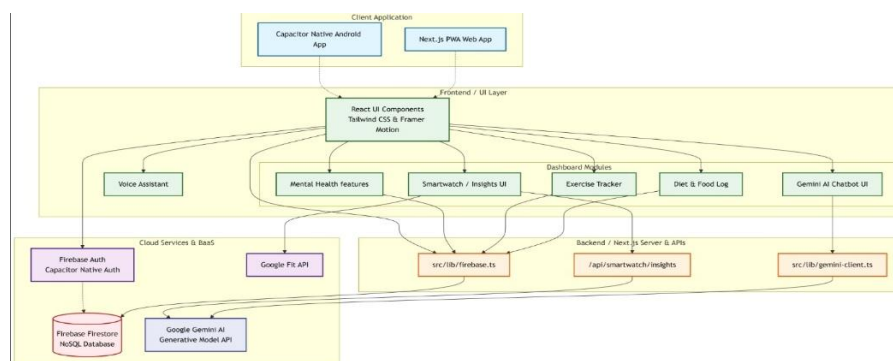 Client Application
Capacitor Native Android
App
Next.js PWA Web App
Frontend / UI Layer
React UI Components
Tailwind CSS & Framer
Motion
Dashboard Modules
Voice Assistant
Mental Health Features
Smartwatch / Insights UI
Exercise Tracker
Diet & Food Log
Gemini AI Chatbot UI
Cloud Services & BaaS
Backend / Next.js Server & APIs
Firebase Auth
Capacitor Native Auth
Google Fit API
src/lib/firebase.ts
/api/smartwatch/insights
src/lib/gemini-client.ts
Firebase Firestore
NoSQL Database
Google Gemini AI
Generative Model API